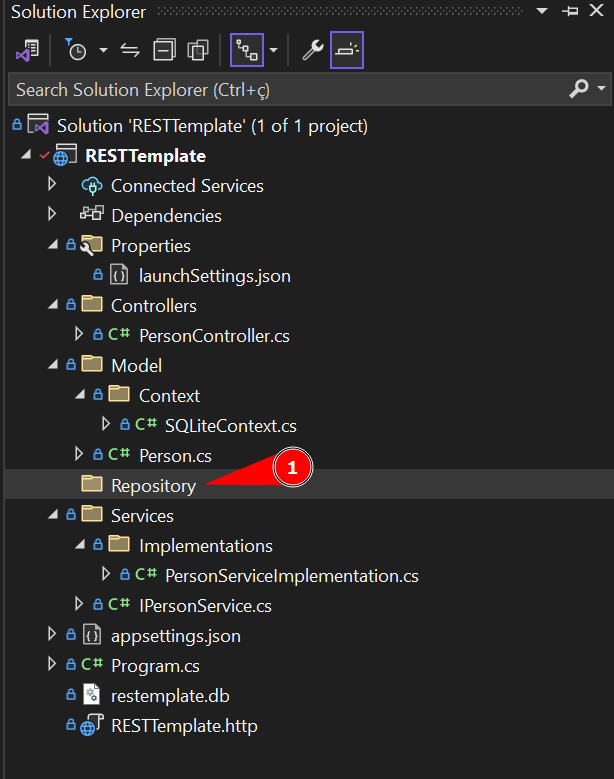 Solution Explorer
Search Solution Explorer (Ctrl+ç)
Solution 'RESTTemplate' (1 of 1 project)
RESTTemplate
Connected Services
Dependencies
Properties
launchSettings.json
Controllers
C# PersonController.cs
Model
Context
C# SQLiteContext.cs
C# Person.cs
Repository 1
Services
Implementations
C# PersonServiceImplementation.cs
C# IPersonService.cs
appsettings.json
C# Program.cs
restemplate.db
RESTTemplate.http